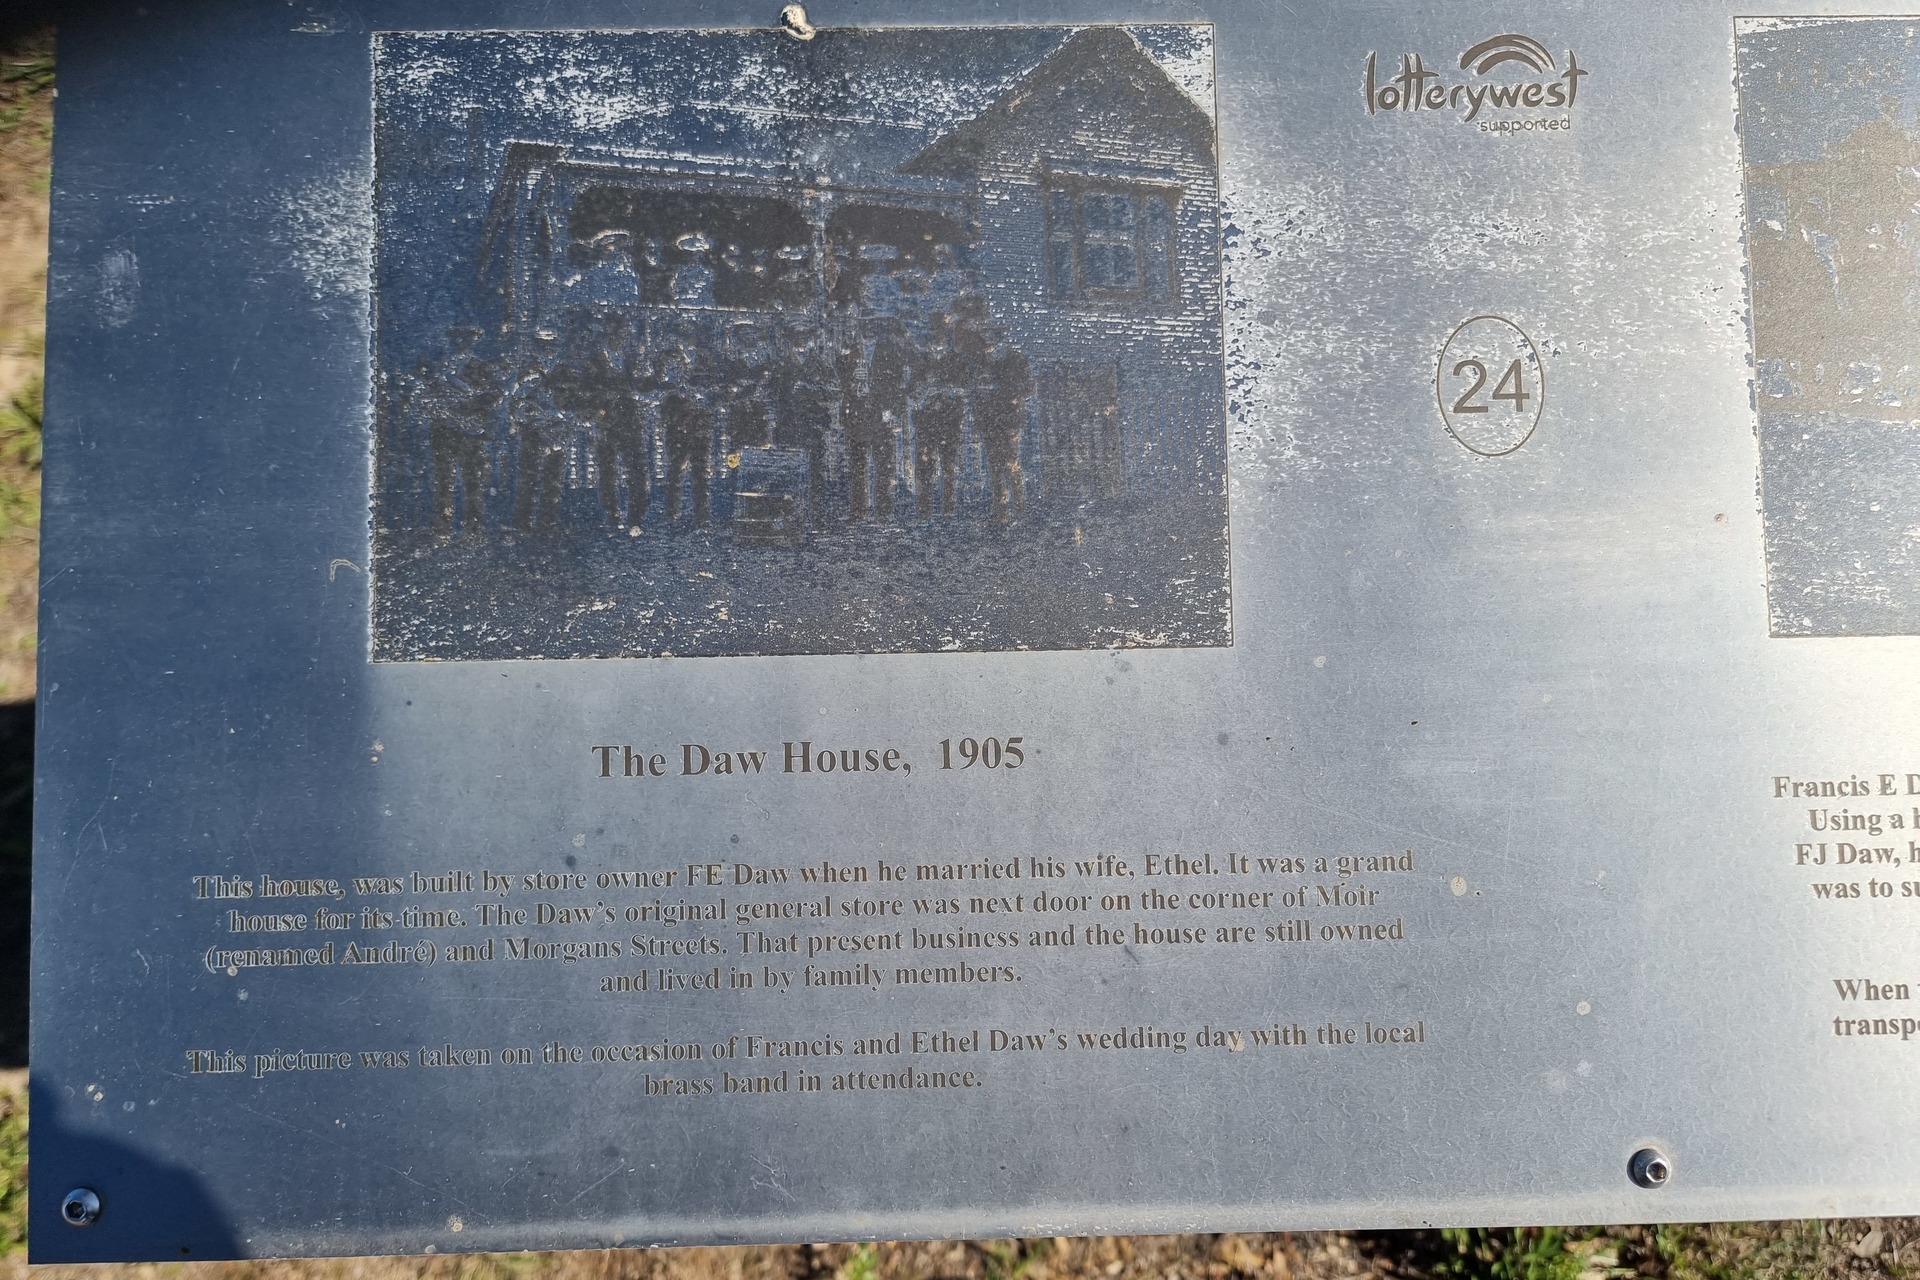 lotterywest
supported
24
The Daw House, 1905
This house, was built by store owner FE Daw when he married his wife, Ethel. It was a grand
house for its time. The Daw's original general store was next door on the corner of Moir
(renamed André) and Morgans Streets. That present business and the house are still owned
and lived in by family members.
This picture was taken on the occasion of Francis and Ethel Daw's wedding day with the local
brass band in attendance.
Francis E
Using a
FJ Daw,
was to
When